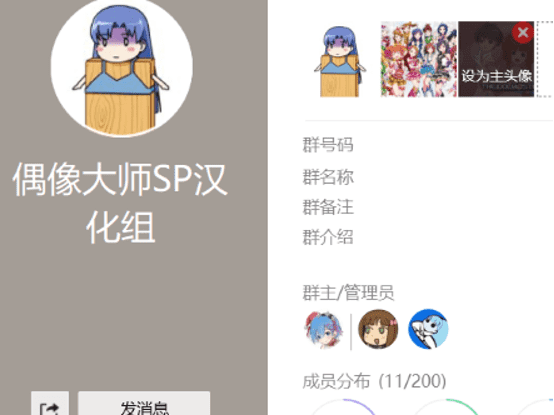 偶像大师SP汉
化组
发消息
设为主头像
群号码
群名称
群备注
群介绍
群主/管理员
成员分布 (11/200)